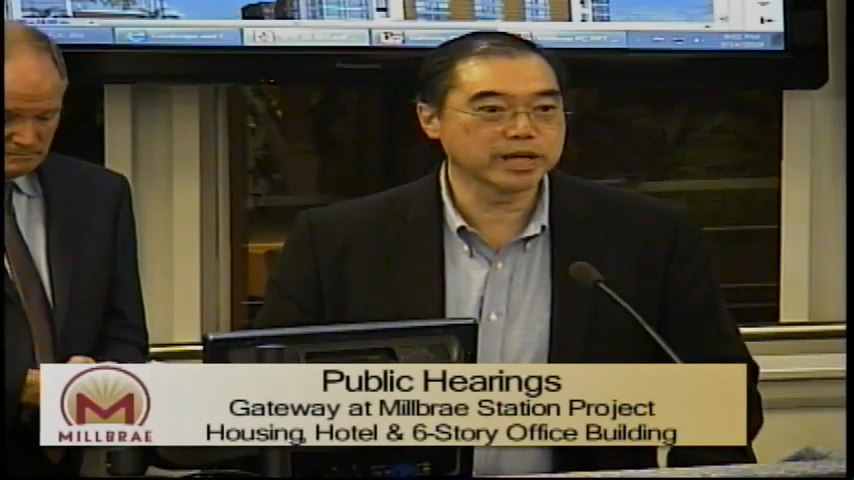 Public Hearings
Gateway at Millbrae Station Project
Housing, Hotel & 6-Story Office Building
M
MILLBRAE